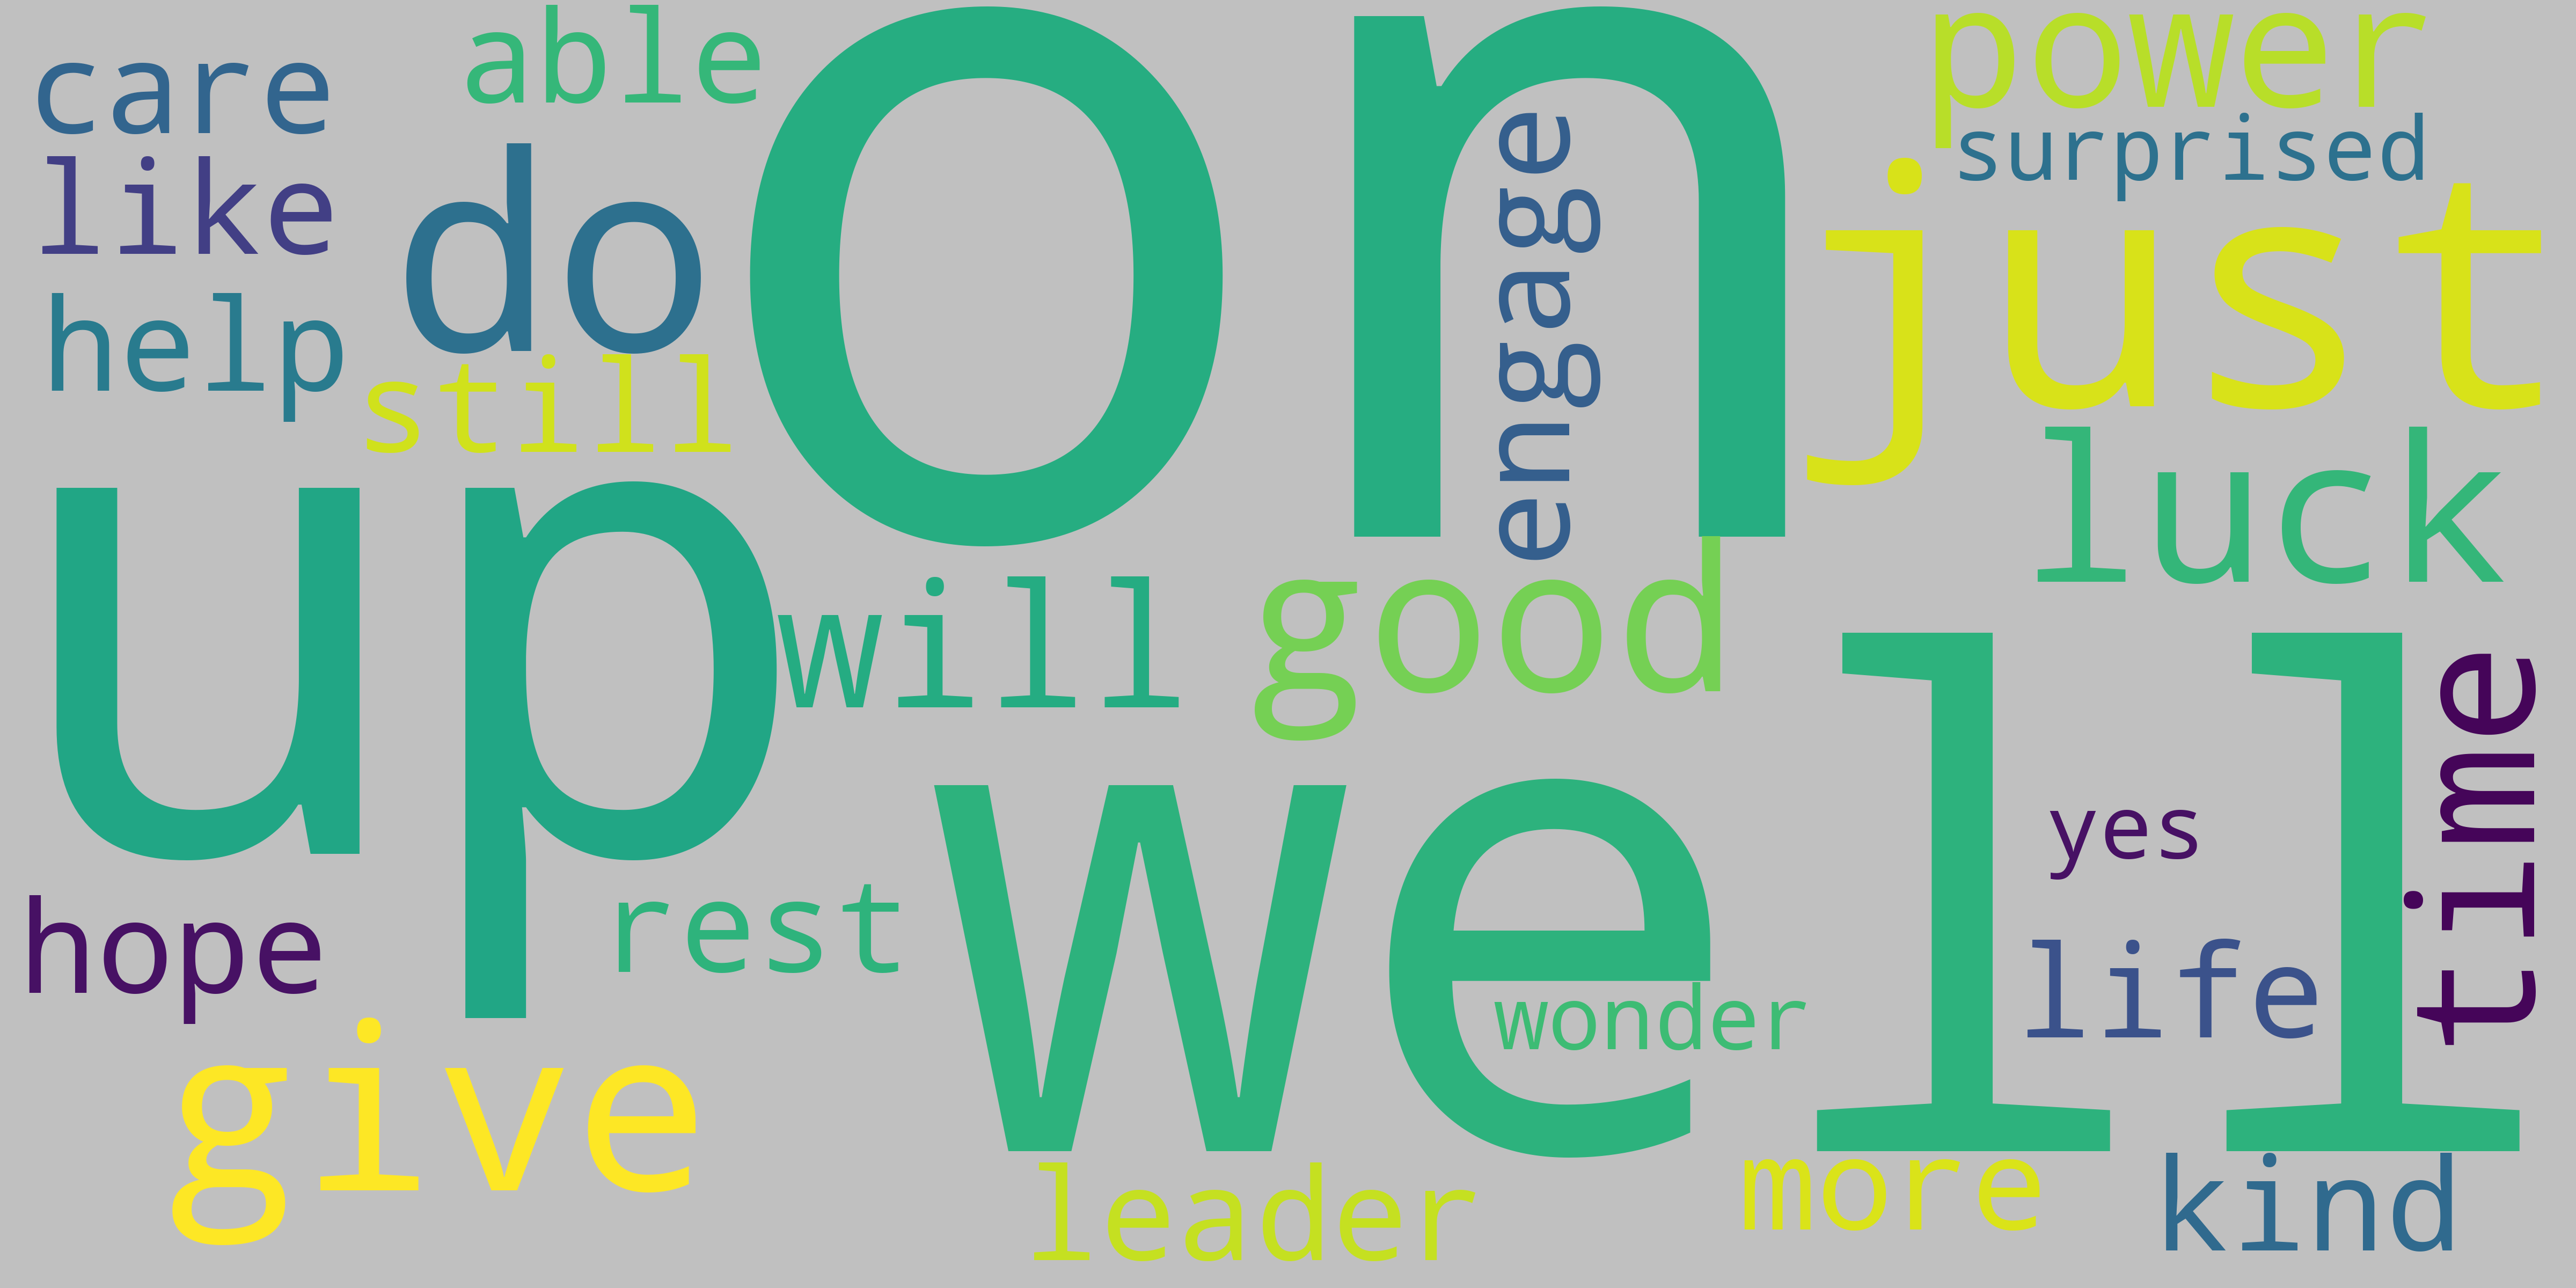 able
on
power
care
surprised
like
do
engage
just
help
still
luck
up
will
good
well
time
yes
hope
rest
life
wonder
give
leader
more
kind